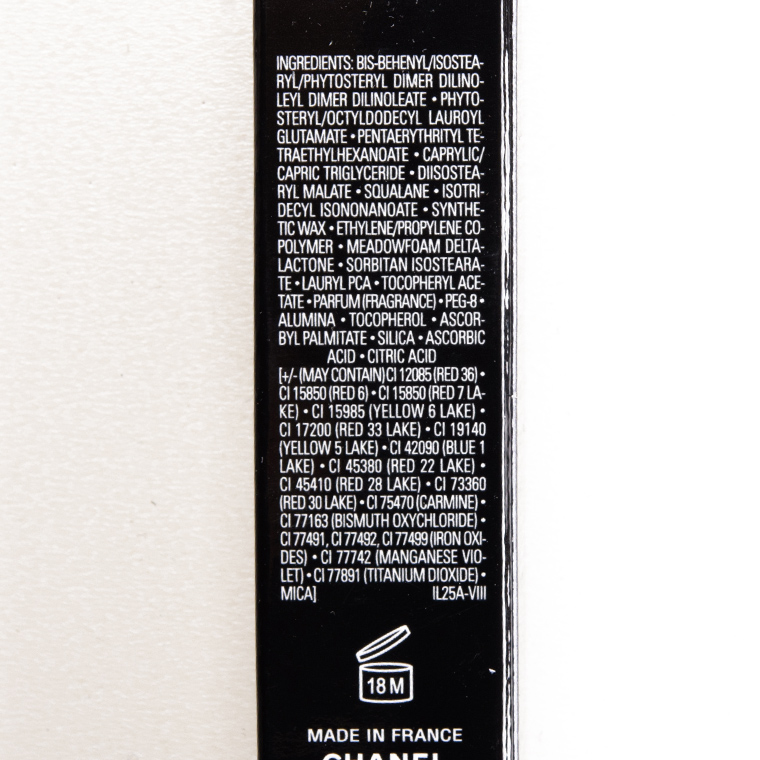 INGREDIENTS: BIS-BEHENYL/ISOSTEA-
RYL/PHYTOSTERYL DIMER DILINO-
LEYL DIMER DILINOLEATE • PHYTO-
STERYL/OCTYLDODECYL LAUROYL
GLUTAMATE • PENTAERYTHRITYL TE-
TRAETHYLHEXANOATE • CAPRYLIC/
CAPRIC TRIGLYCERIDE • DIISOSTEA-
RYL MALATE • SQUALANE • ISOTRI-
DECYL ISONONANOATE • SYNTHE-
TIC WAX • ETHYLENE/PROPYLENE CO-
POLYMER • MEADOWFOAM DELTA-
LACTONE • SORBITAN ISOSTEARA-
TE • LAURYL PCA • TOCOPHERYL ACE-
TATE • PARFUM (FRAGRANCE) • PEG-8 •
ALUMINA • TOCOPHEROL • ASCOR-
BYL PALMITATE • SILICA • ASCORBIC
ACID • CITRIC ACID
[+/- (MAY CONTAIN) CI 12085 (RED 36) •
CI 15850 (RED 6) • CI 15850 (RED 7 LA-
KE) • CI 15985 (YELLOW 6 LAKE) •
CI 17200 (RED 33 LAKE) • CI 19140
(YELLOW 5 LAKE) • CI 42090 (BLUE 1
LAKE) • CI 45380 (RED 22 LAKE) •
CI 45410 (RED 28 LAKE) • CI 73360
(RED 30 LAKE) • CI 75470 (CARMINE) •
CI 77163 (BISMUTH OXYCHLORIDE) •
CI 77491, CI 77492, CI 77499 (IRON OXI-
DES) • CI 77742 (MANGANESE VIO-
LET) • CI 77891 (TITANIUM DIOXIDE) •
MICA] IL25A-VIII
18 M
MADE IN FRANCE
CHANEL